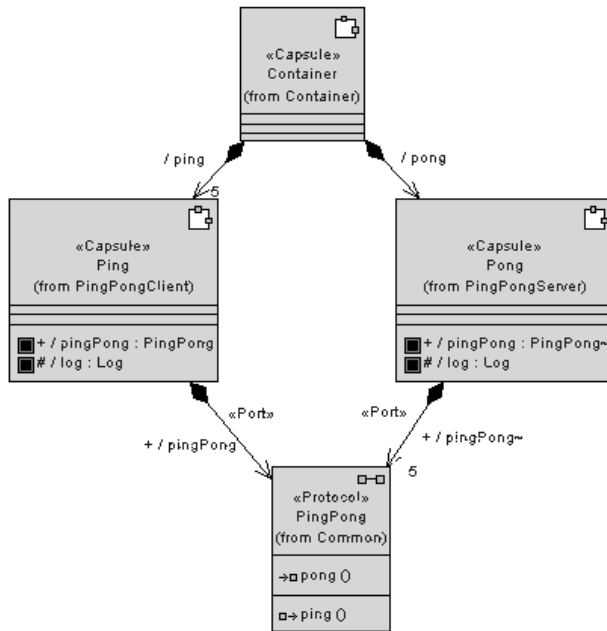 «Capsule»
Container
(from Container)
/ ping
/ pong
5
«Capsule»
Ping
(from PingPongClient)
+ / pingPong : PingPong
# / log : Log
«Capsule»
Pong
(from PingPongServer)
+ / pingPong : PingPong~
# / log : Log
«Port»
«Port»
+ / pingPong
+ / pingPong~
5
«Protocol»
PingPong
(from Common)
pong ()
ping ()